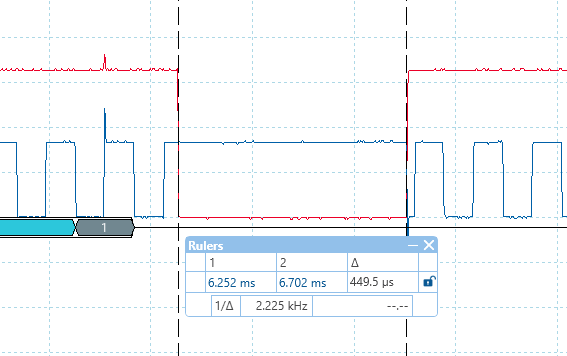 1
Rulers
1 2 Δ
6.252 ms 6.702 ms 449.5 µs
1/Δ 2.225 kHz --.--